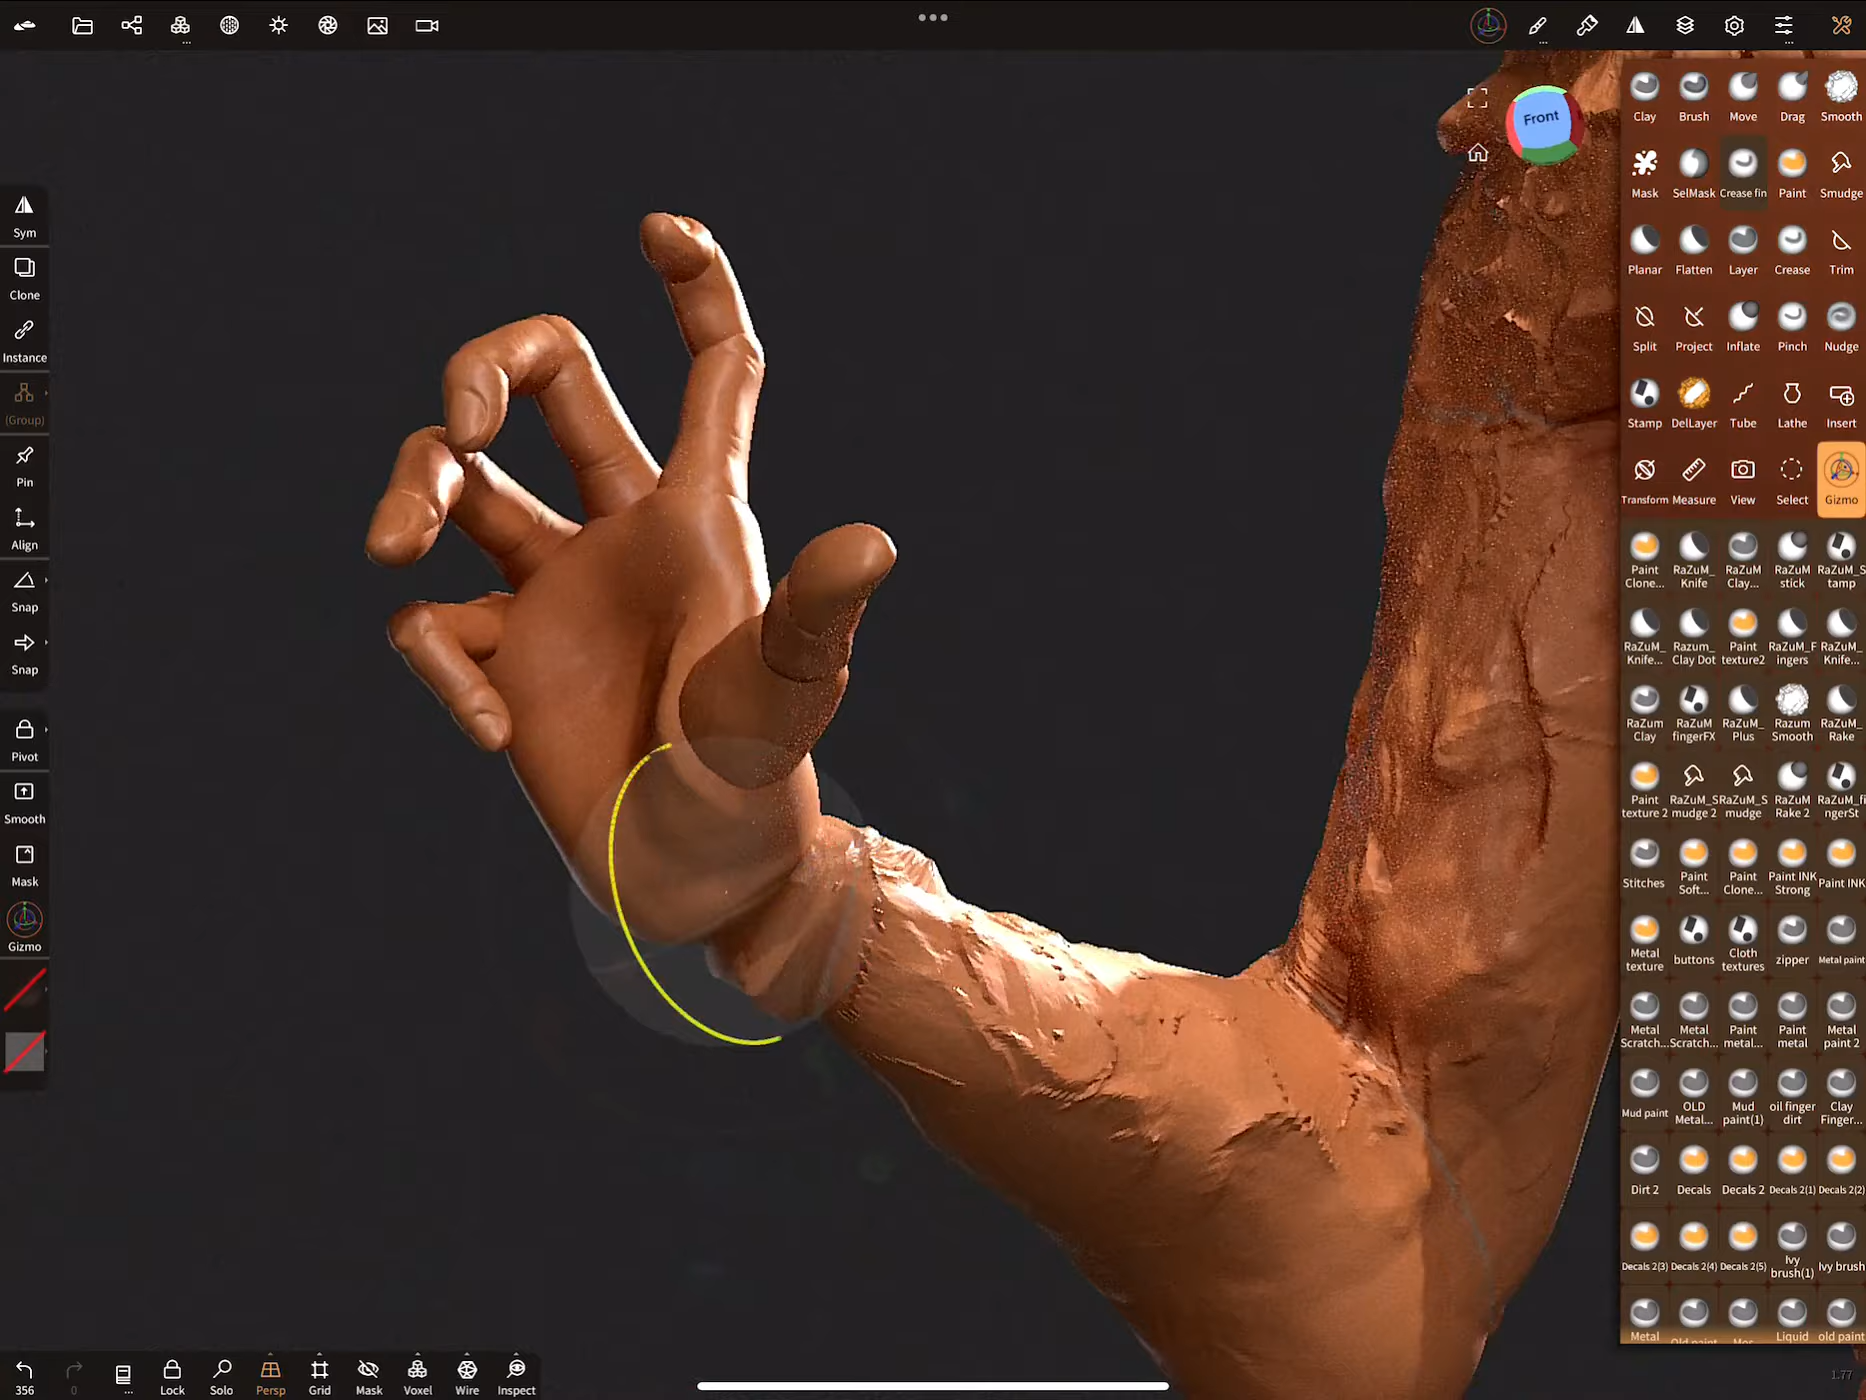 ...
Front
Sym
Clone
Instance
(Group)
Pin
Align
Snap
Snap
Pivot
Smooth
Mask
Gizmo
Clay Brush Move Drag Smooth
Mask SelMask Crease fin Paint Smudge
Planar Flatten Layer Crease Trim
Split Project Inflate Pinch Nudge
Stamp DelLayer Tube Lathe Insert
Transform Measure View Select Gizmo
Paint RaZuM_ RaZuM RaZuM RaZuM_S
Clone... Knife Clay... stick tamp
RaZuM_ Razum_ Paint RaZuM_F RaZuM_
Knife... Clay Dot texture2 ingers Knife...
RaZum RaZuM RaZuM_ Razum RaZuM_
Clay fingerFX Plus Smooth Rake
Paint RaZuM_S RaZuM_S RaZuM RaZuM_fi
texture 2 mudge 2 mudge Rake 2 ngerSt
Stitches Paint Paint Paint INK Paint INK
Soft... Clone... Strong
Metal buttons Cloth zipper Metal paint
texture textures
Metal Metal Paint Paint Metal
Scratch... Scratch... metal... metal paint 2
Mud paint OLD Mud oil finger Clay
Metal... paint(1) dirt Finger...
Dirt 2 Decals Decals 2 Decals 2(1) Decals 2(2)
Decals 2(3) Decals 2(4) Decals 2(5) Ivy Ivy brush
brush(1)
Metal Old paint Liquid old paint
356 0 ... Lock Solo Persp Grid Mask Voxel Wire Inspect
1.77